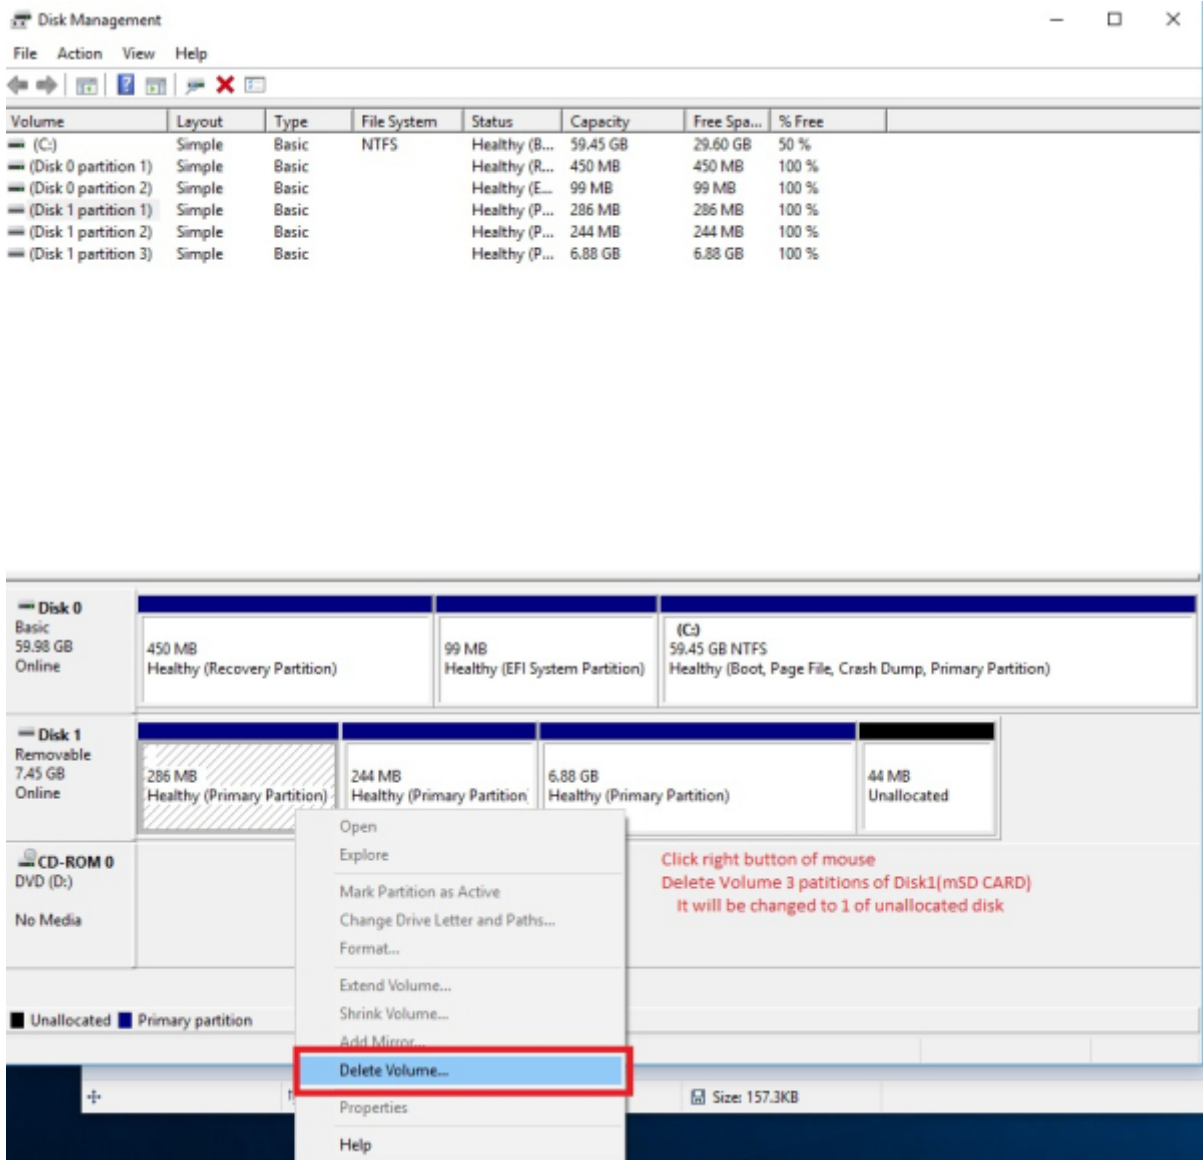 Disk Management
File Action View Help
Volume Layout Type File System Status Capacity Free Spa... % Free
(C:) Simple Basic NTFS Healthy (B... 59.45 GB 29.60 GB 50 %
(Disk 0 partition 1) Simple Basic Healthy (R... 450 MB 450 MB 100 %
(Disk 0 partition 2) Simple Basic Healthy (E... 99 MB 99 MB 100 %
(Disk 1 partition 1) Simple Basic Healthy (P... 286 MB 286 MB 100 %
(Disk 1 partition 2) Simple Basic Healthy (P... 244 MB 244 MB 100 %
(Disk 1 partition 3) Simple Basic Healthy (P... 6.88 GB 6.88 GB 100 %
Disk 0
Basic
59.98 GB
Online
450 MB
Healthy (Recovery Partition)
99 MB
Healthy (EFI System Partition)
(C:)
59.45 GB NTFS
Healthy (Boot, Page File, Crash Dump, Primary Partition)
Disk 1
Removable
7.45 GB
Online
286 MB
Healthy (Primary Partition)
244 MB
Healthy (Primary Partition
6.88 GB
Healthy (Primary Partition)
44 MB
Unallocated
CD-ROM 0
DVD (D:)
No Media
Open
Explore
Mark Partition as Active
Change Drive Letter and Paths...
Format...
Extend Volume...
Shrink Volume...
Add Mirror...
Delete Volume...
Properties
Help
Click right button of mouse
Delete Volume 3 patitions of Disk1(mSD CARD)
It will be changed to 1 of unallocated disk
Unallocated Primary partition
Size: 157.3KB